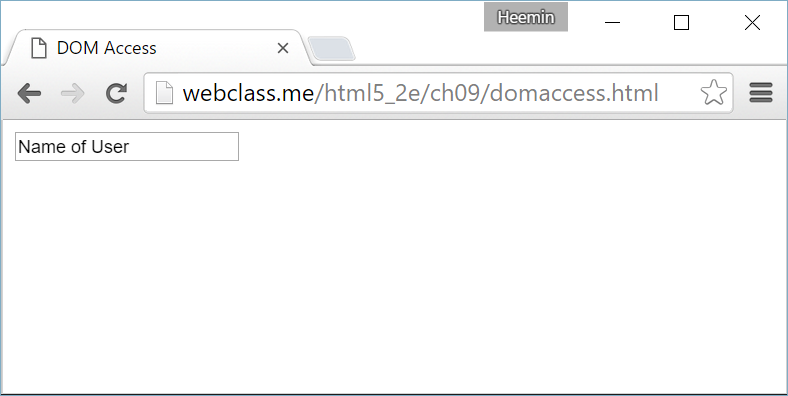 Heemin
DOM Access
webclass.me/html5_2e/ch09/domaccess.html
Name of User